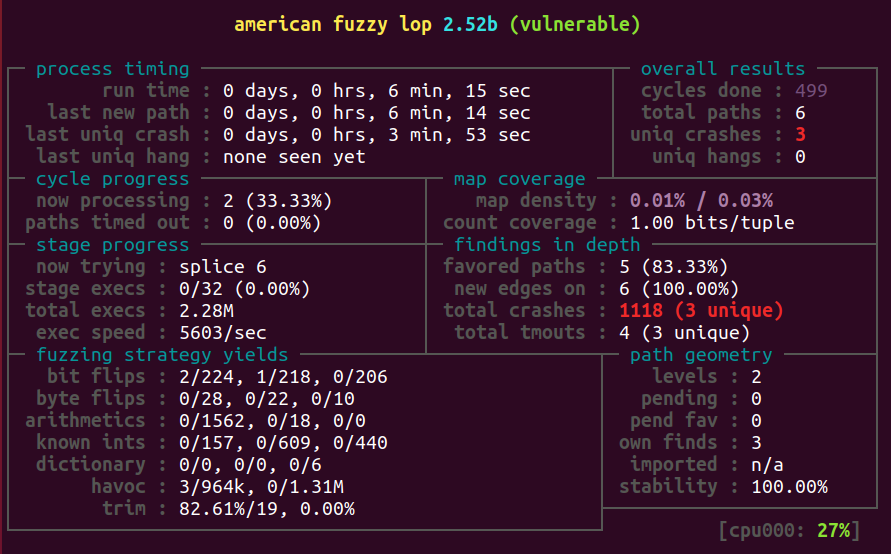 american fuzzy lop 2.52b (vulnerable)
process timing
run time : 0 days, 0 hrs, 6 min, 15 sec
last new path : 0 days, 0 hrs, 6 min, 14 sec
last uniq crash : 0 days, 0 hrs, 3 min, 53 sec
last uniq hang : none seen yet
overall results
cycles done : 499
total paths : 6
uniq crashes : 3
uniq hangs : 0
cycle progress
now processing : 2 (33.33%)
paths timed out : 0 (0.00%)
map coverage
map density : 0.01% / 0.03%
count coverage : 1.00 bits/tuple
stage progress
now trying : splice 6
stage execs : 0/32 (0.00%)
total execs : 2.28M
exec speed : 5603/sec
findings in depth
favored paths : 5 (83.33%)
new edges on : 6 (100.00%)
total crashes : 1118 (3 unique)
total tmouts : 4 (3 unique)
fuzzing strategy yields
bit flips : 2/224, 1/218, 0/206
byte flips : 0/28, 0/22, 0/10
arithmetics : 0/1562, 0/18, 0/0
known ints : 0/157, 0/609, 0/440
dictionary : 0/0, 0/0, 0/6
havoc : 3/964k, 0/1.31M
trim : 82.61%/19, 0.00%
path geometry
levels : 2
pending : 0
pend fav : 0
own finds : 3
imported : n/a
stability : 100.00%
[cpu000: 27%]